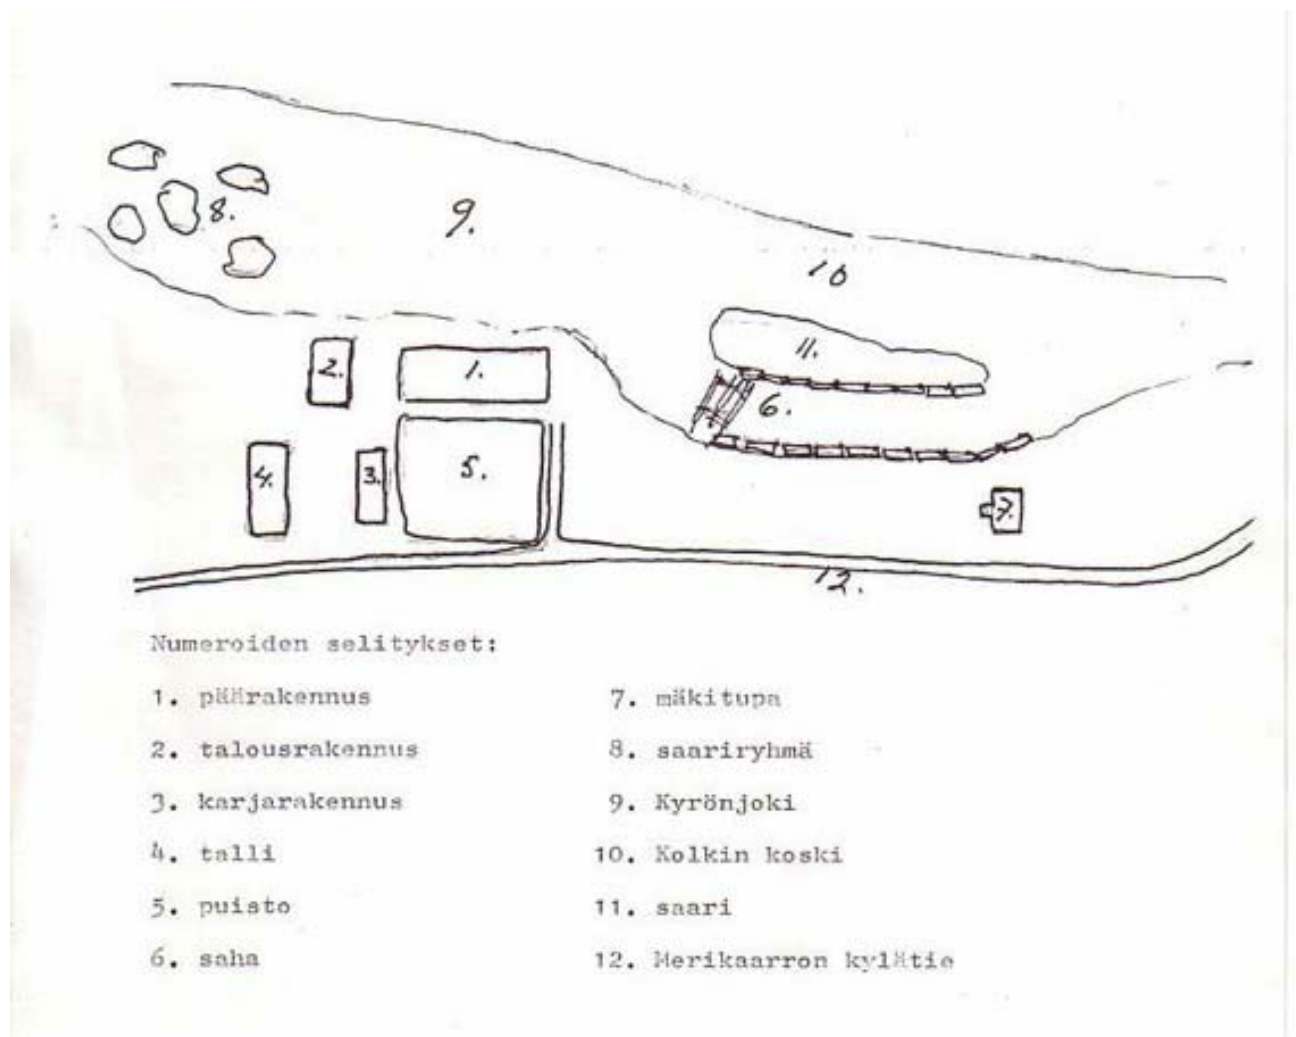 8.
9.
10
11.
2.
1.
6.
4.
3.
5.
7.
12.
Numeroiden selitykset:
1. päärakennus
2. talousrakennus
3. karjarakennus
4. talli
5. puisto
6. saha
7. mäkitupa
8. saariryhmä
9. Kyrönjoki
10. Kolkin koski
11. saari
12. Merikaarron kylätie